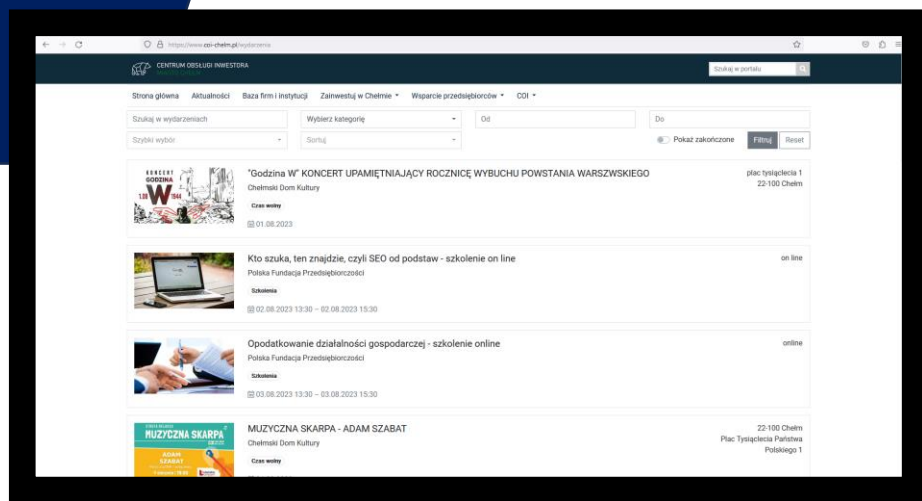 https://www.coi-chelm.pl/wydarzenia
CENTRUM OBSŁUGI INWESTORA
Szukaj w portalu
Strona główna Aktualności Baza firm i instytucji Zainwestuj w Chełmie Wsparcie przedsiębiorców COI
Szukaj w wydarzeniach Wybierz kategorię Od Do
Szybki wybór Sortuj Pokaż zakończone Filtruj Reset
KONCERT
GODZINA
W
1.08 1944
"Godzina W" KONCERT UPAMIĘTNIAJĄCY ROCZNICĘ WYBUCHU POWSTANIA WARSZWSKIEGO
Chełmski Dom Kultury
Czas wolny
01.08.2023
plac tysiąclecia 1
22-100 Chełm
Kto szuka, ten znajdzie, czyli SEO od podstaw - szkolenie on line
Polska Fundacja Przedsiębiorczości
Szkolenia
02.08.2023 13:30 – 02.08.2023 15:30
on line
Opodatkowanie działalności gospodarczej - szkolenie online
Polska Fundacja Przedsiębiorczości
Szkolenia
03.08.2023 13:30 – 03.08.2023 15:30
online
MUZYCZNA SKARPA
ADAM
SZABAT
MUZYCZNA SKARPA - ADAM SZABAT
Chełmski Dom Kultury
Czas wolny
22-100 Chełm
Plac Tysiąclecia Państwa
Polskiego 1